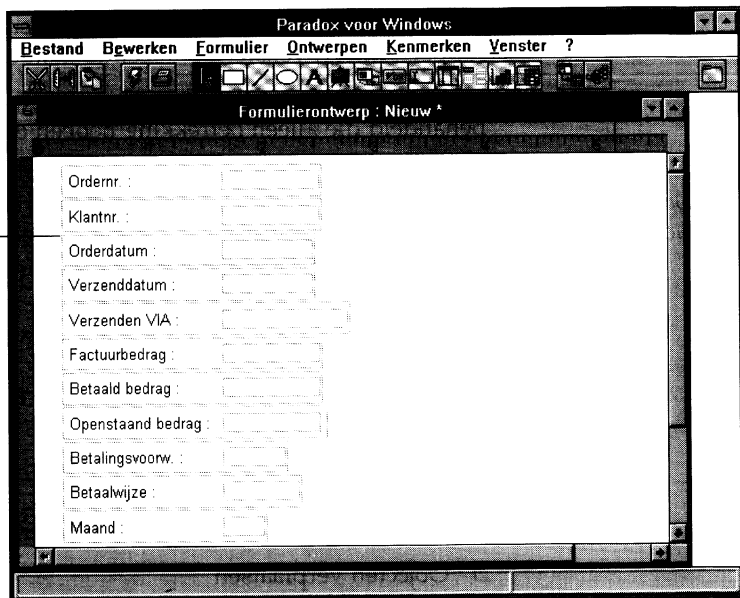 Paradox voor Windows
Bestand Bewerken Formulier Ontwerpen Kenmerken Venster ?
Formulierontwerp : Nieuw *
Ordernr. :
Klantnr. :
Orderdatum :
Verzenddatum :
Verzenden VIA :
Factuurbedrag :
Betaald bedrag :
Openstaand bedrag :
Betalingsvoorw. :
Betaalwijze :
Maand :